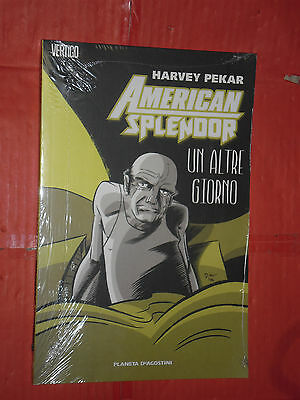 VERTIGO
HARVEY PEKAR
AMERICAN
SPLENDOR
UN ALTRE
GIORNO
PLANETA DEAGOSTINI